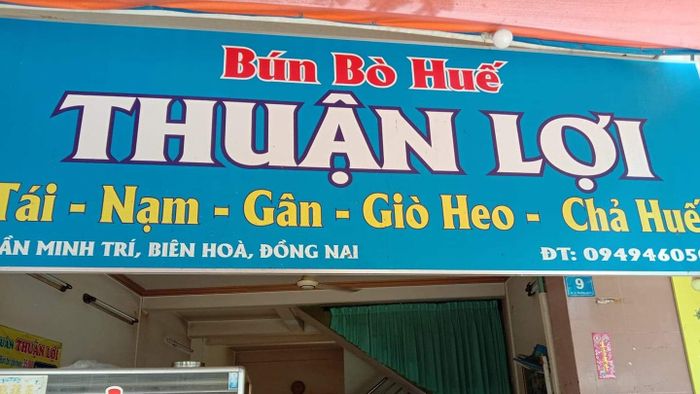 Bún Bò Huế
THUẬN LỢI
Tái - Nạm - Gân - Giò Heo - Chả Huế
MINH TRÍ, BIÊN HOÀ, ĐỒNG NAI
ĐT: 09494605
9
THUẬN LỢI